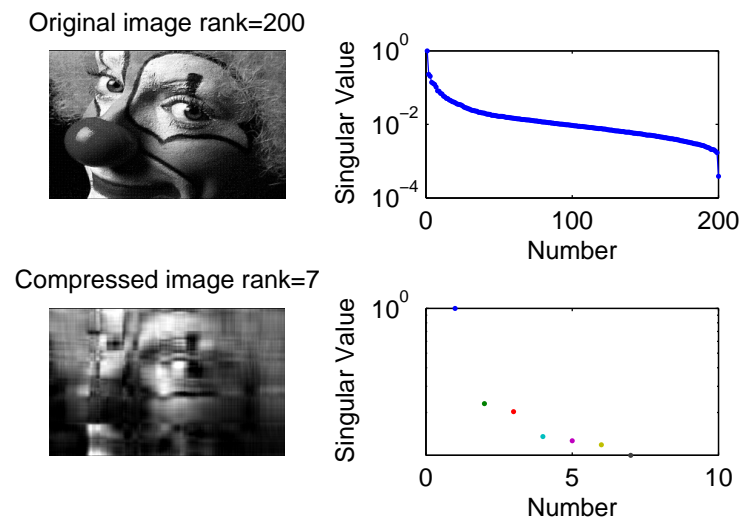 Original image rank=200
10^0
10^-2
10^-4
Singular Value
0
100
200
Number
Compressed image rank=7
10^0
Singular Value
0
5
10
Number